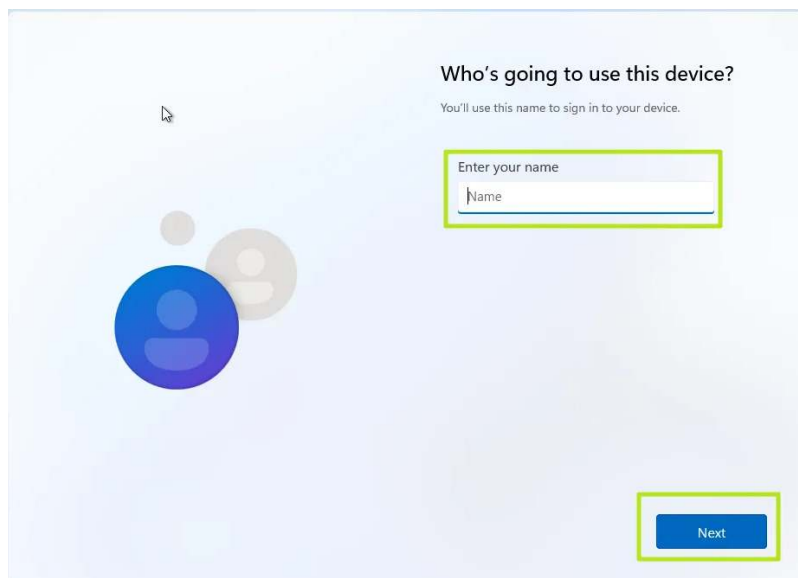 Who’s going to use this device?
You’ll use this name to sign in to your device.
Enter your name
Name
Next